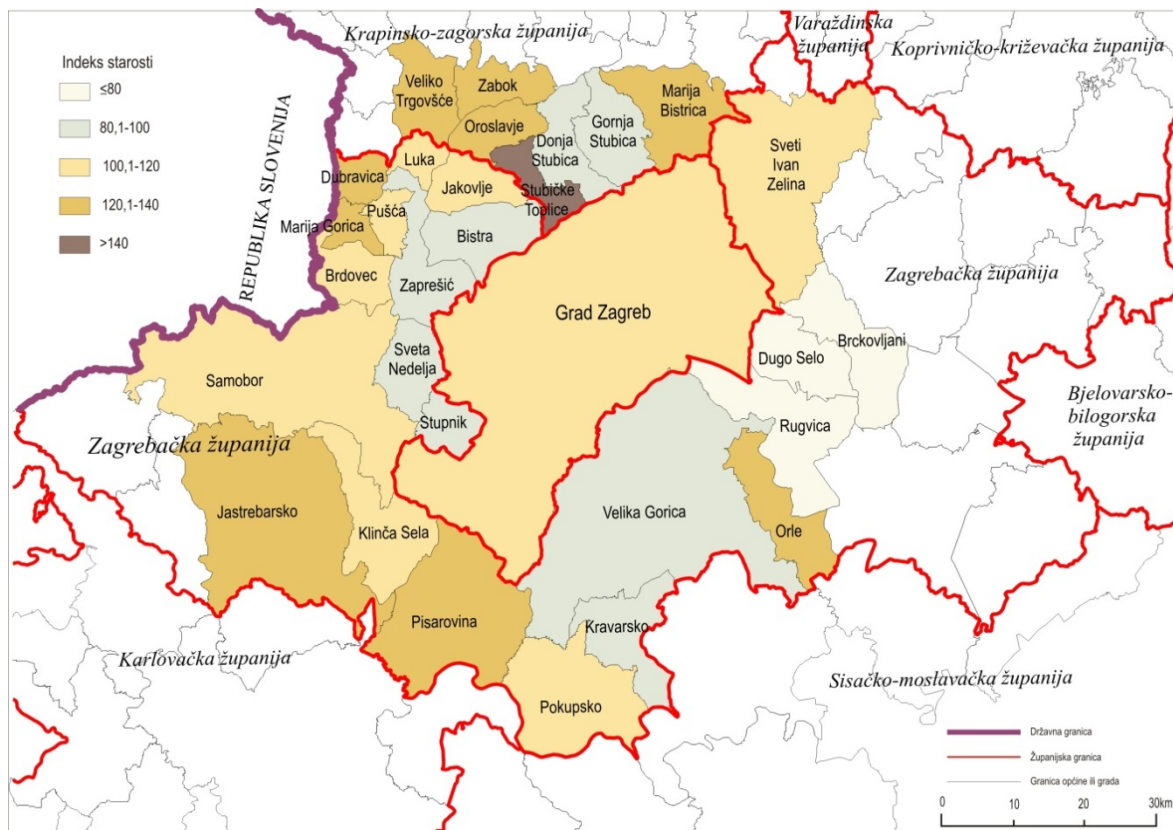 Krapinsko-zagorska županija
Varaždinska
županija
Koprivničko-križevačka županija
Indeks starosti
≤80
80,1-100
100,1-120
120,1-140
>140
REPUBLIKA SLOVENIJA
Veliko
Trgovšće
Zabok
Oroslavje
Donja
Stubica
Gornja
Stubica
Marija
Bistrica
Sveti
Ivan
Zelina
Luka
Dubravica
Jakovlje
Stubičke
Toplice
Pušća
Marija Gorica
Bistra
Brdovec
Zaprešić
Zagrebačka županija
Grad Zagreb
Sveta
Nedelja
Dugo Selo
Brckovljani
Samobor
Stupnik
Rugvica
Bjelovarsko-
bilogorska
županija
Zagrebačka županija
Jastrebarsko
Klinča Sela
Velika Gorica
Orle
Pisarovina
Kravarsko
Karlovačka županija
Sisačko-moslavačka županija
Pokupsko
Državna granica
Županijska granica
Granica općine ili grada
0 10 20 30km